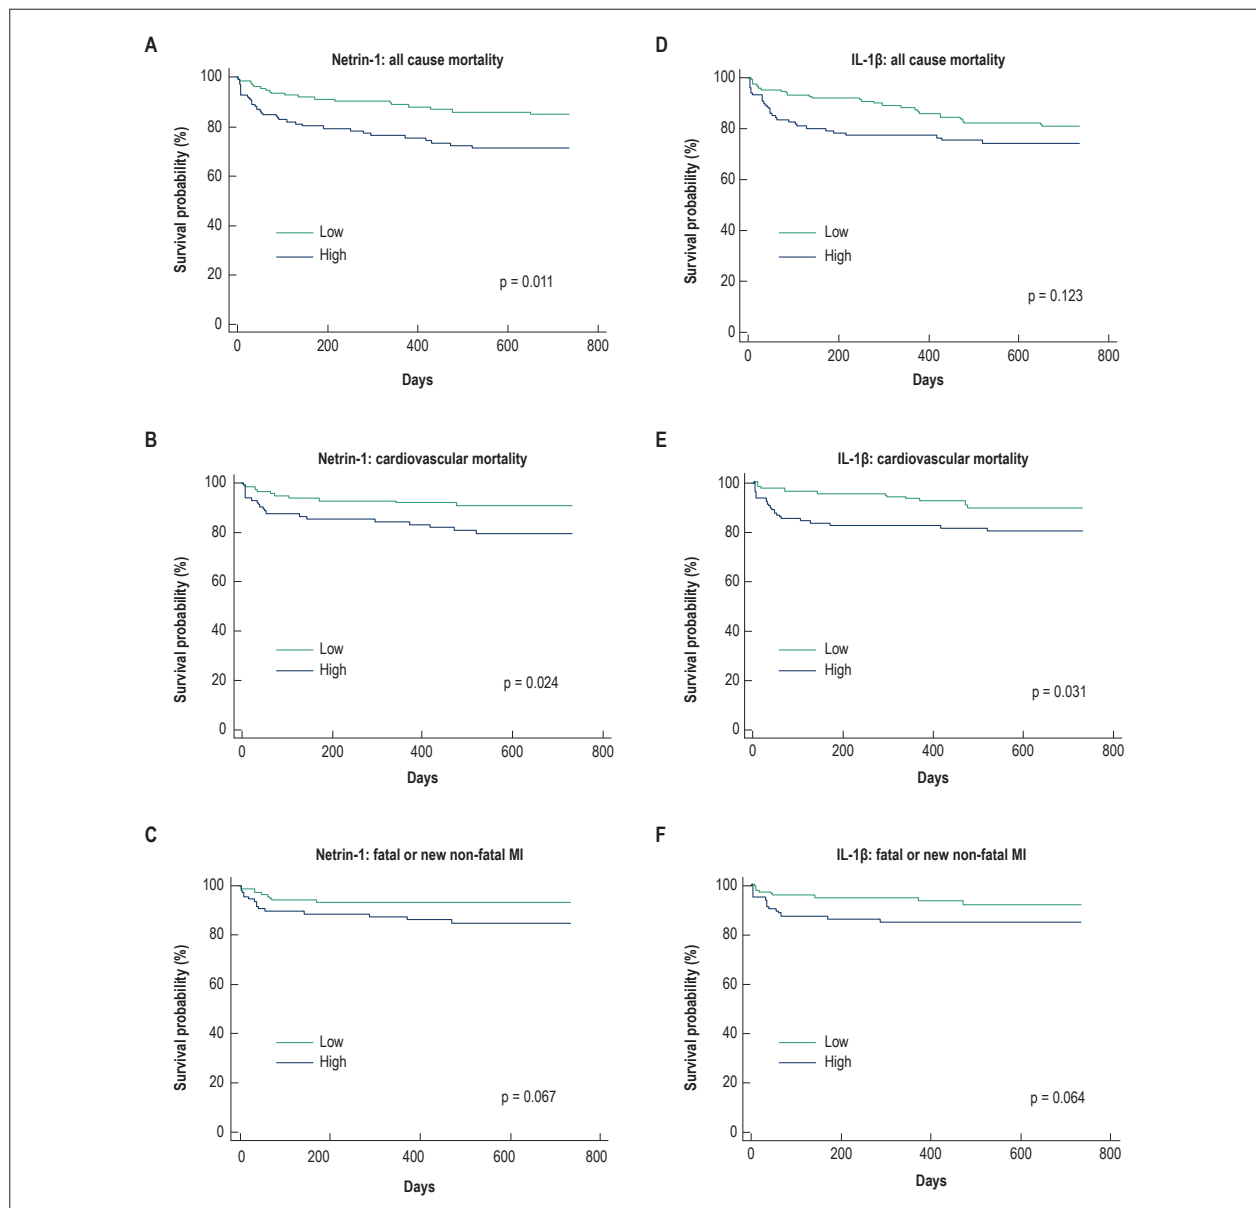 A
Netrin-1: all cause mortality
Survival probability (%)
100
80
60
40
20
0
Low
High
p = 0.011
0 200 400 600 800
Days
D
IL-1β: all cause mortality
Survival probability (%)
100
80
60
40
20
0
Low
High
p = 0.123
0 200 400 600 800
Days
B
Netrin-1: cardiovascular mortality
Survival probability (%)
100
80
60
40
20
0
Low
High
p = 0.024
0 200 400 600 800
Days
E
IL-1β: cardiovascular mortality
Survival probability (%)
100
80
60
40
20
0
Low
High
p = 0.031
0 200 400 600 800
Days
C
Netrin-1: fatal or new non-fatal MI
Survival probability (%)
100
80
60
40
20
0
Low
High
p = 0.067
0 200 400 600 800
Days
F
IL-1β: fatal or new non-fatal MI
Survival probability (%)
100
80
60
40
20
0
Low
High
p = 0.064
0 200 400 600 800
Days